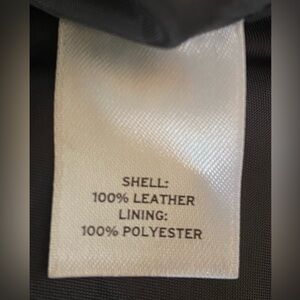 SHELL:
100% LEATHER
LINING:
100% POLYESTER